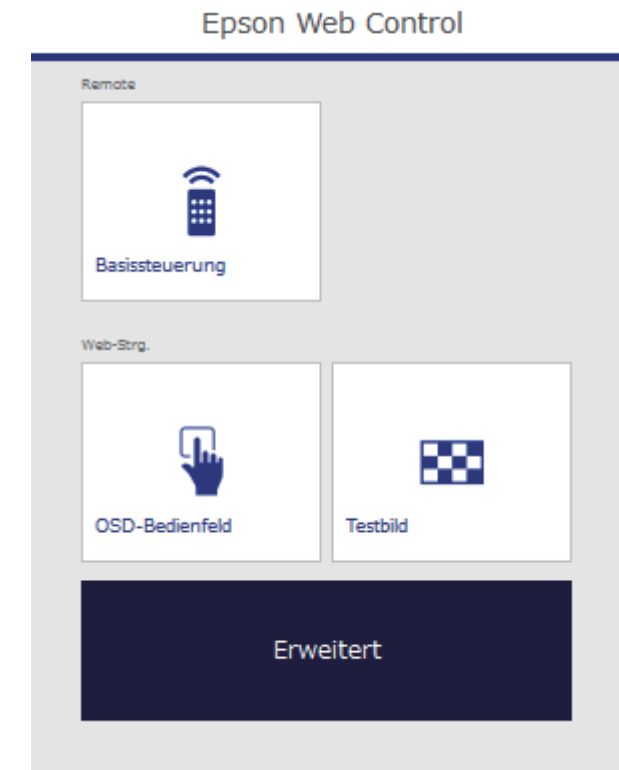 Epson Web Control
Remote
Basissteuerung
Web-Strg.
OSD-Bedienfeld
Testbild
Erweitert